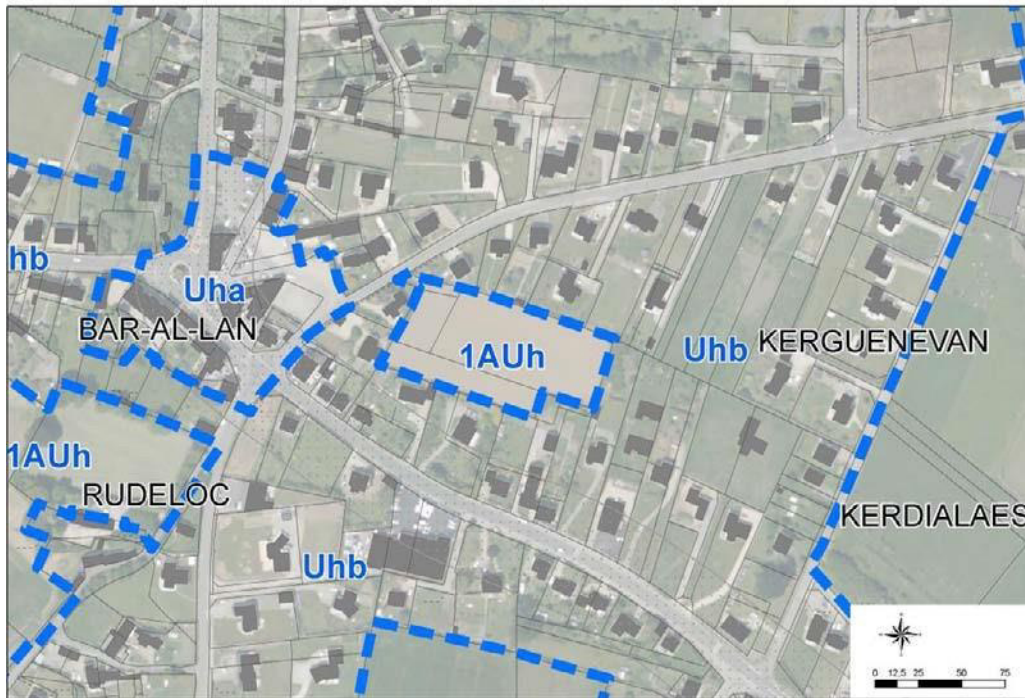 hb
Uha
BAR-AL-LAN
1AUh
Uhb
KERGUENEVAN
1AUh
RUDELOC
KERDIALAES
Uhb
0 12,5 25 50 75